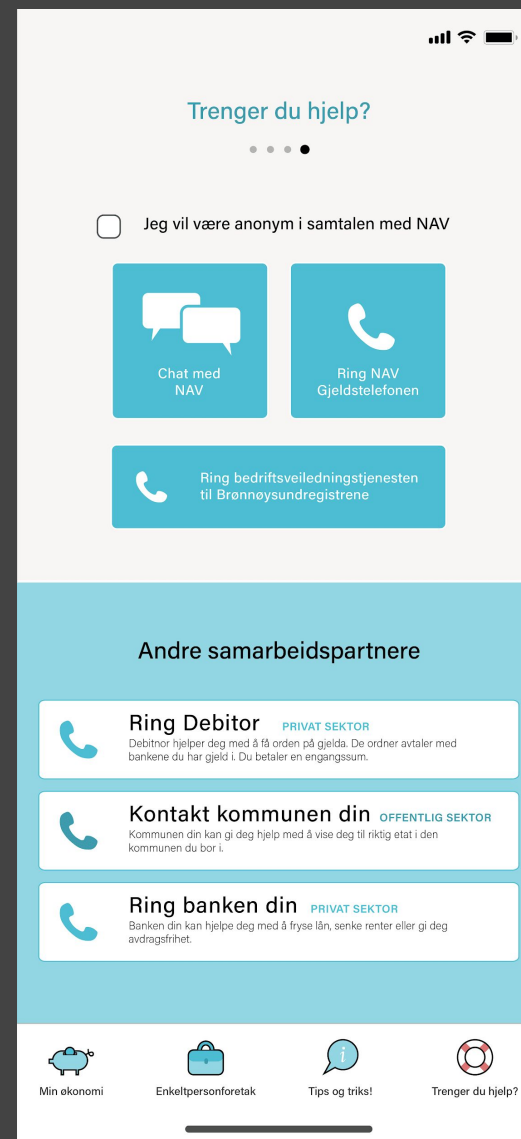 Trenger du hjelp?
Jeg vil være anonym i samtalen med NAV
Chat med
NAV
Ring NAV
Gjeldstelefonen
Ring bedriftsveiledningstjenesten
til Brønnøysundregistrene
Andre samarbeidspartnere
Ring Debitor PRIVAT SEKTOR
Debitnor hjelper deg med å få orden på gjelda. De ordner avtaler med
bankene du har gjeld i. Du betaler en engangssum.
Kontakt kommunen din OFFENTLIG SEKTOR
Kommunen din kan gi deg hjelp med å vise deg til riktig etat i den
kommunen du bor i.
Ring banken din PRIVAT SEKTOR
Banken din kan hjelpe deg med å fryse lån, senke renter eller gi deg
avdragsfrihet.
i
Min økonomi Enkeltpersonforetak Tips og triks! Trenger du hjelp?